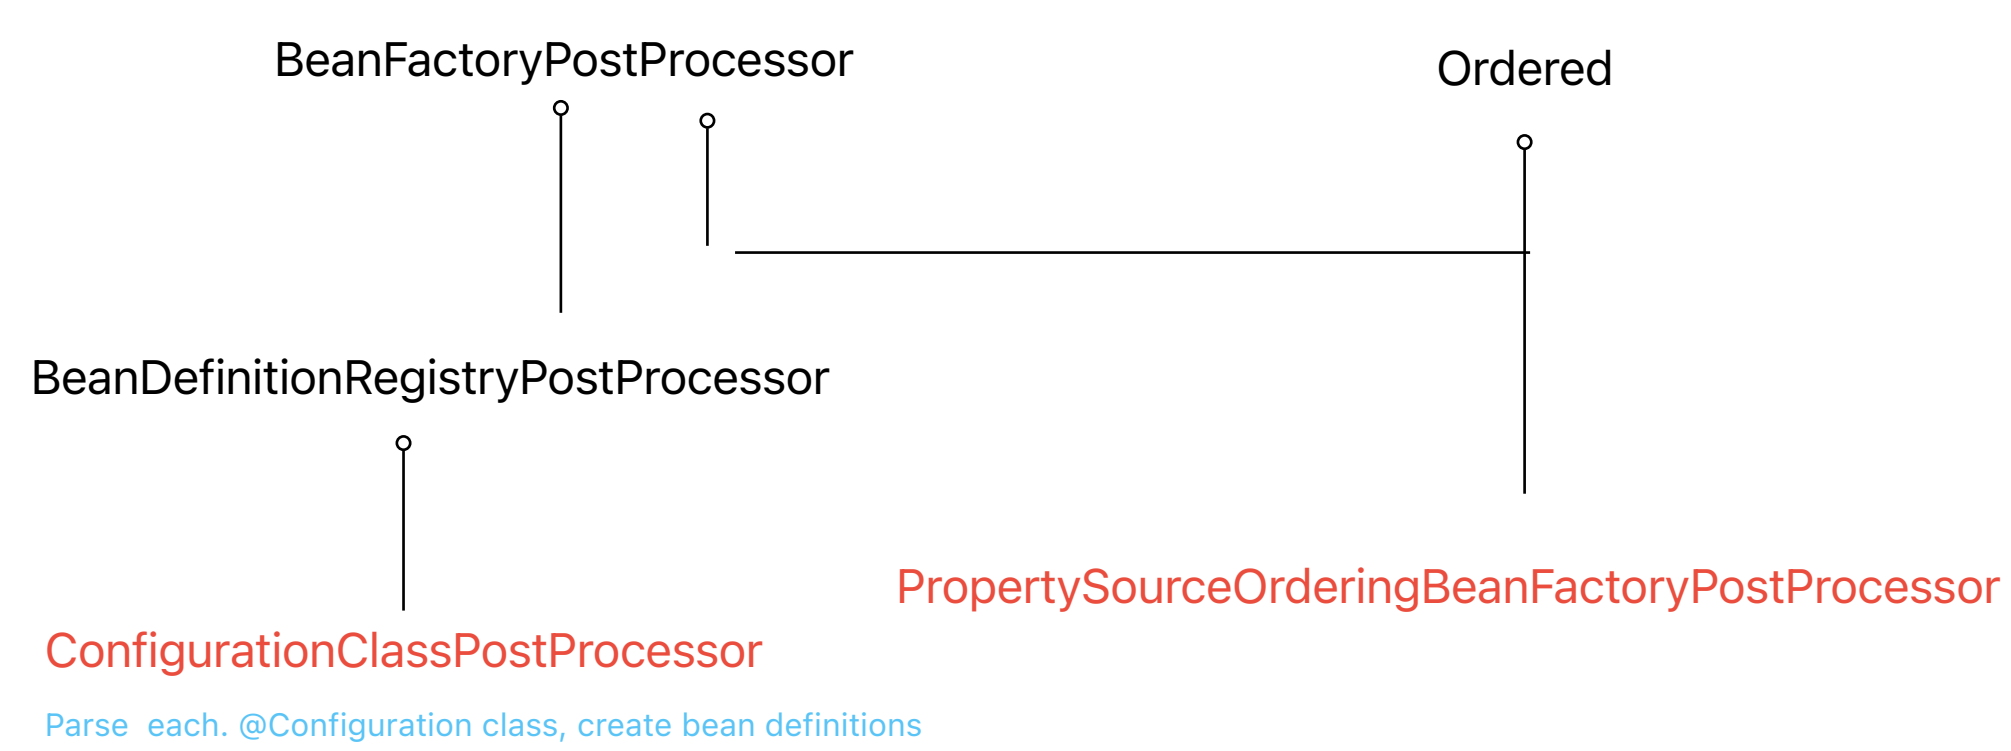 BeanFactoryPostProcessor
Ordered
BeanDefinitionRegistryPostProcessor
PropertySourceOrderingBeanFactoryPostProcessor
ConfigurationClassPostProcessor
Parse  each. @Configuration class, create bean definitions